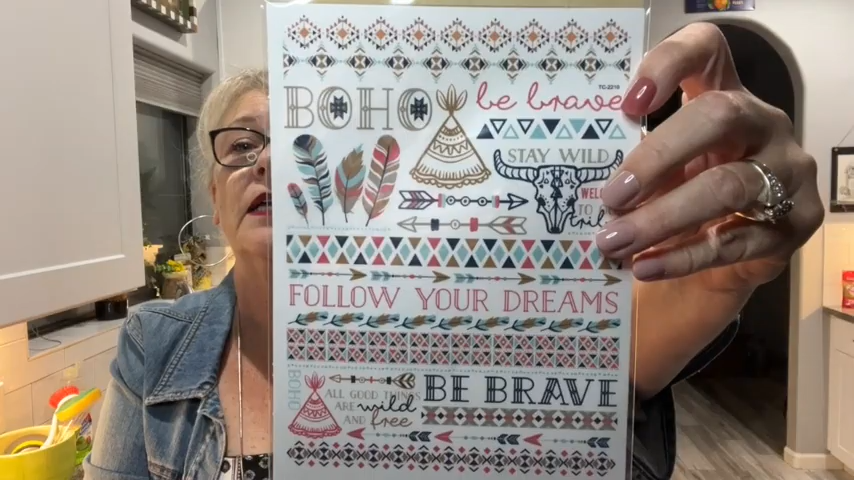 TC-2216
BOHO
be brave
STAY WILD
TO
FOLLOW YOUR DREAMS
BOHO
ALL GOOD THINGS
ARE wild
AND free
BE BRAVE